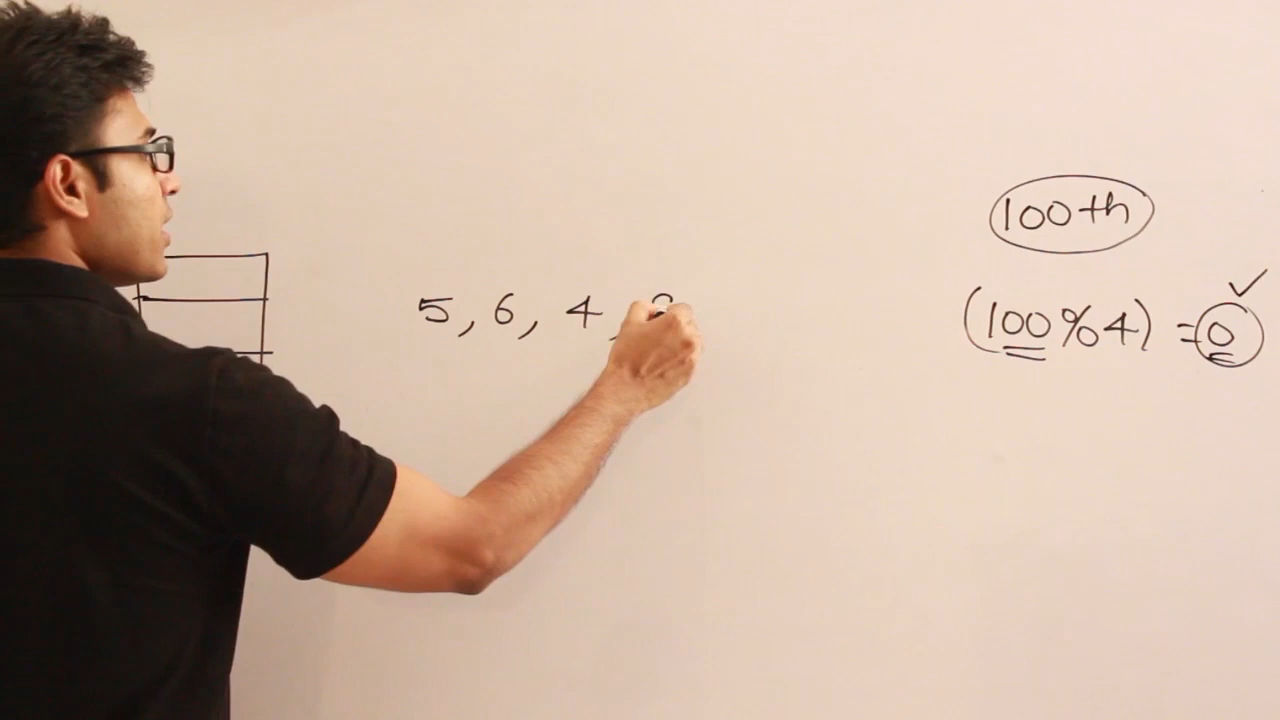 100th
5, 6, 4,
(100%4) = 0